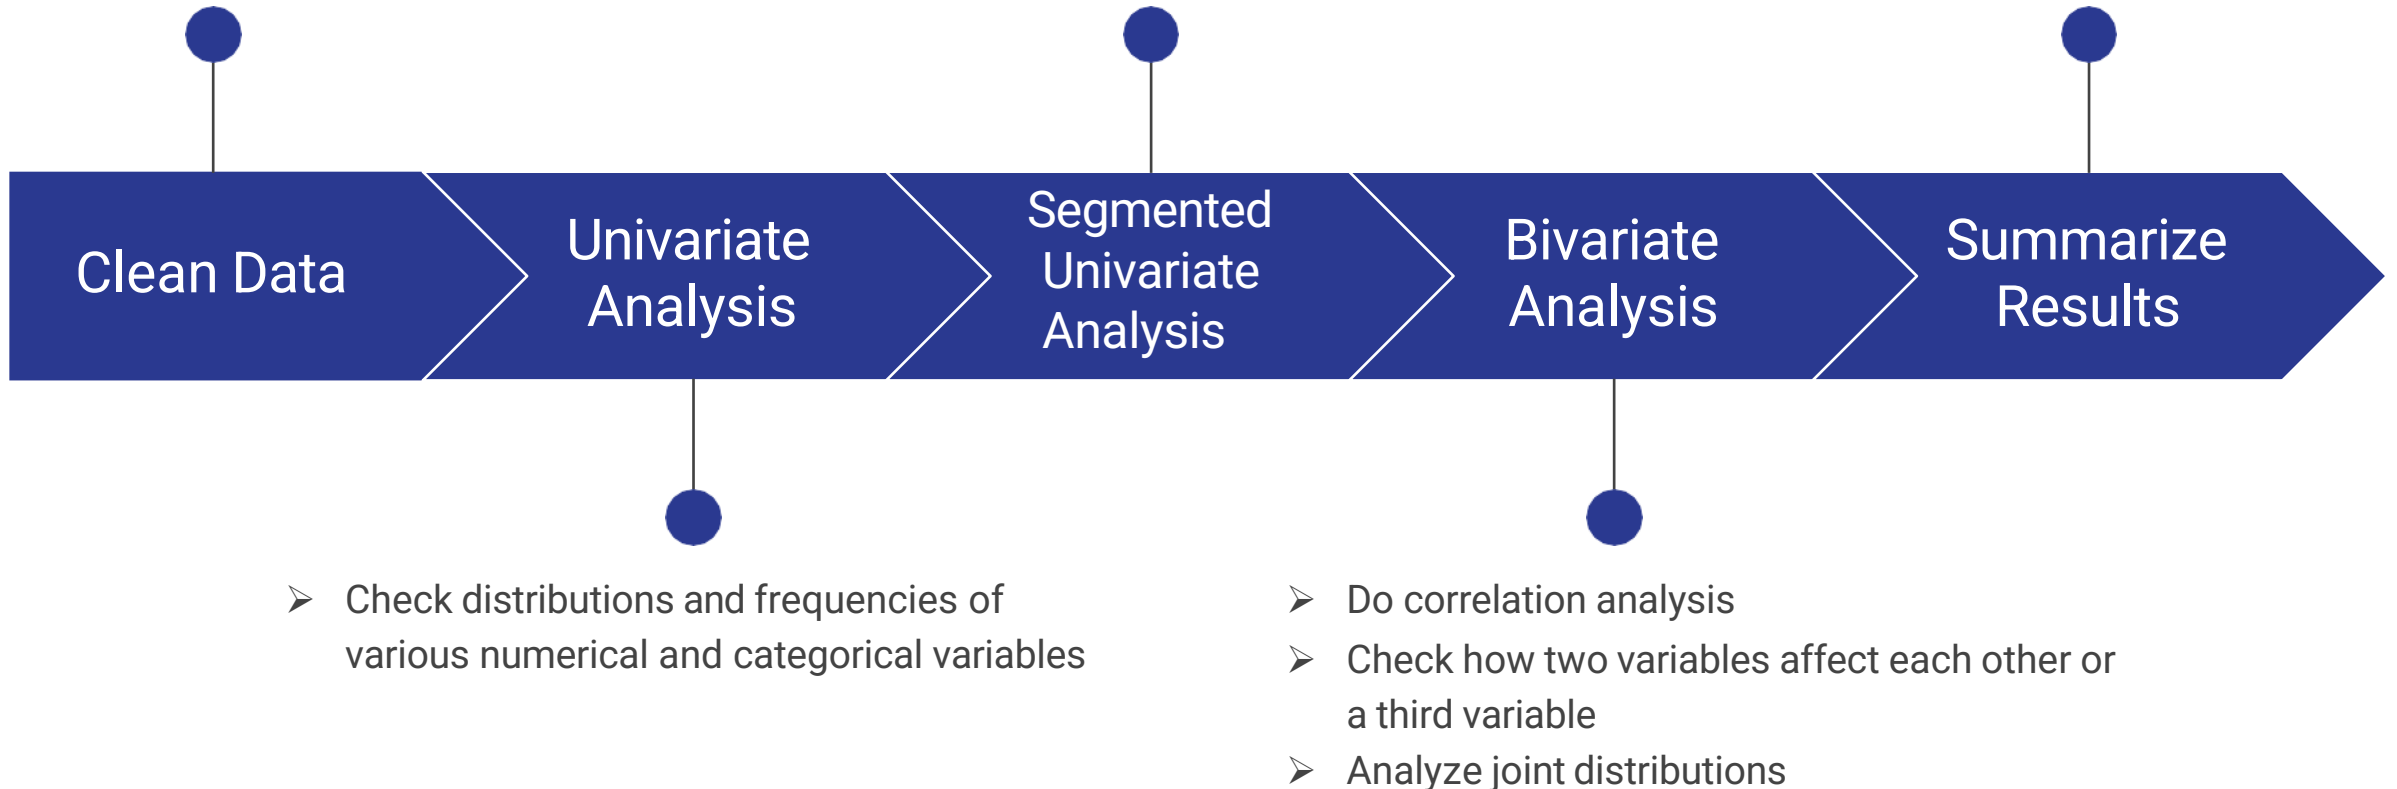 Clean Data
Univariate
Analysis
Segmented
Univariate
Analysis
Bivariate
Analysis
Summarize
Results
➢ Check distributions and frequencies of
various numerical and categorical variables
➢ Do correlation analysis
➢ Check how two variables affect each other or
a third variable
➢ Analyze joint distributions